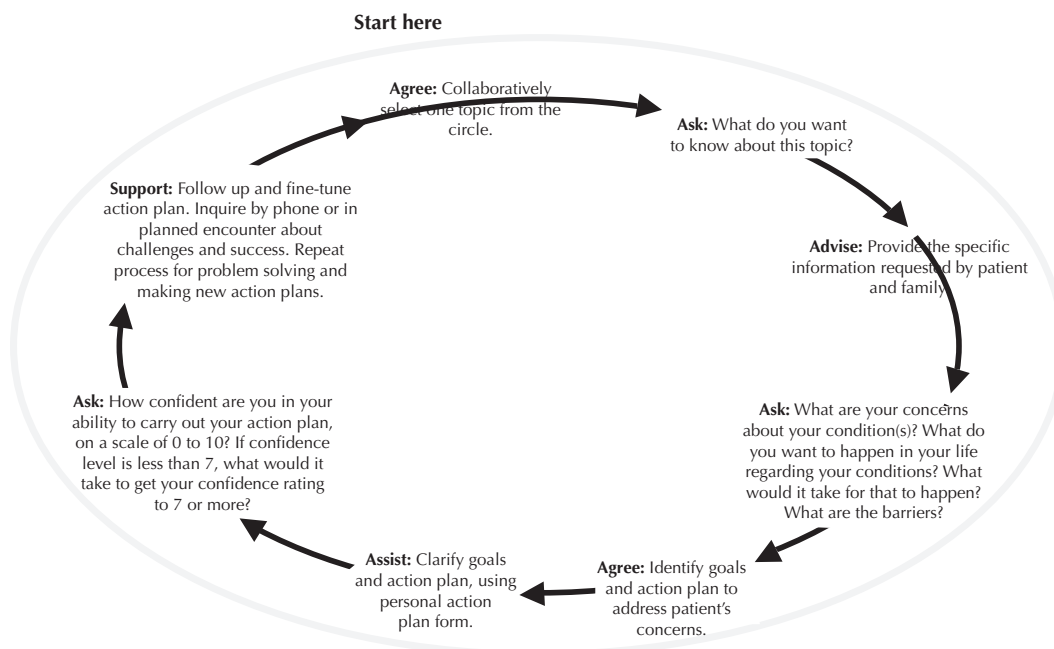 Start here
Agree: Collaboratively
select one topic from the
circle.
Ask: What do you want
to know about this topic?
Advise: Provide the specific
information requested by patient
and family
Ask: What are your concerns
about your condition(s)? What do
you want to happen in your life
regarding your conditions? What
would it take for that to happen?
What are the barriers?
Agree: Identify goals
and action plan to
address patient's
concerns.
Assist: Clarify goals
and action plan, using
personal action
plan form.
Ask: How confident are you in your
ability to carry out your action plan,
on a scale of 0 to 10? If confidence
level is less than 7, what would it
take to get your confidence rating
to 7 or more?
Support: Follow up and fine-tune
action plan. Inquire by phone or in
planned encounter about
challenges and success. Repeat
process for problem solving and
making new action plans.